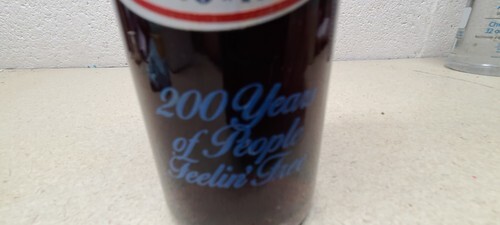 200 Years
of People
Feelin' Free